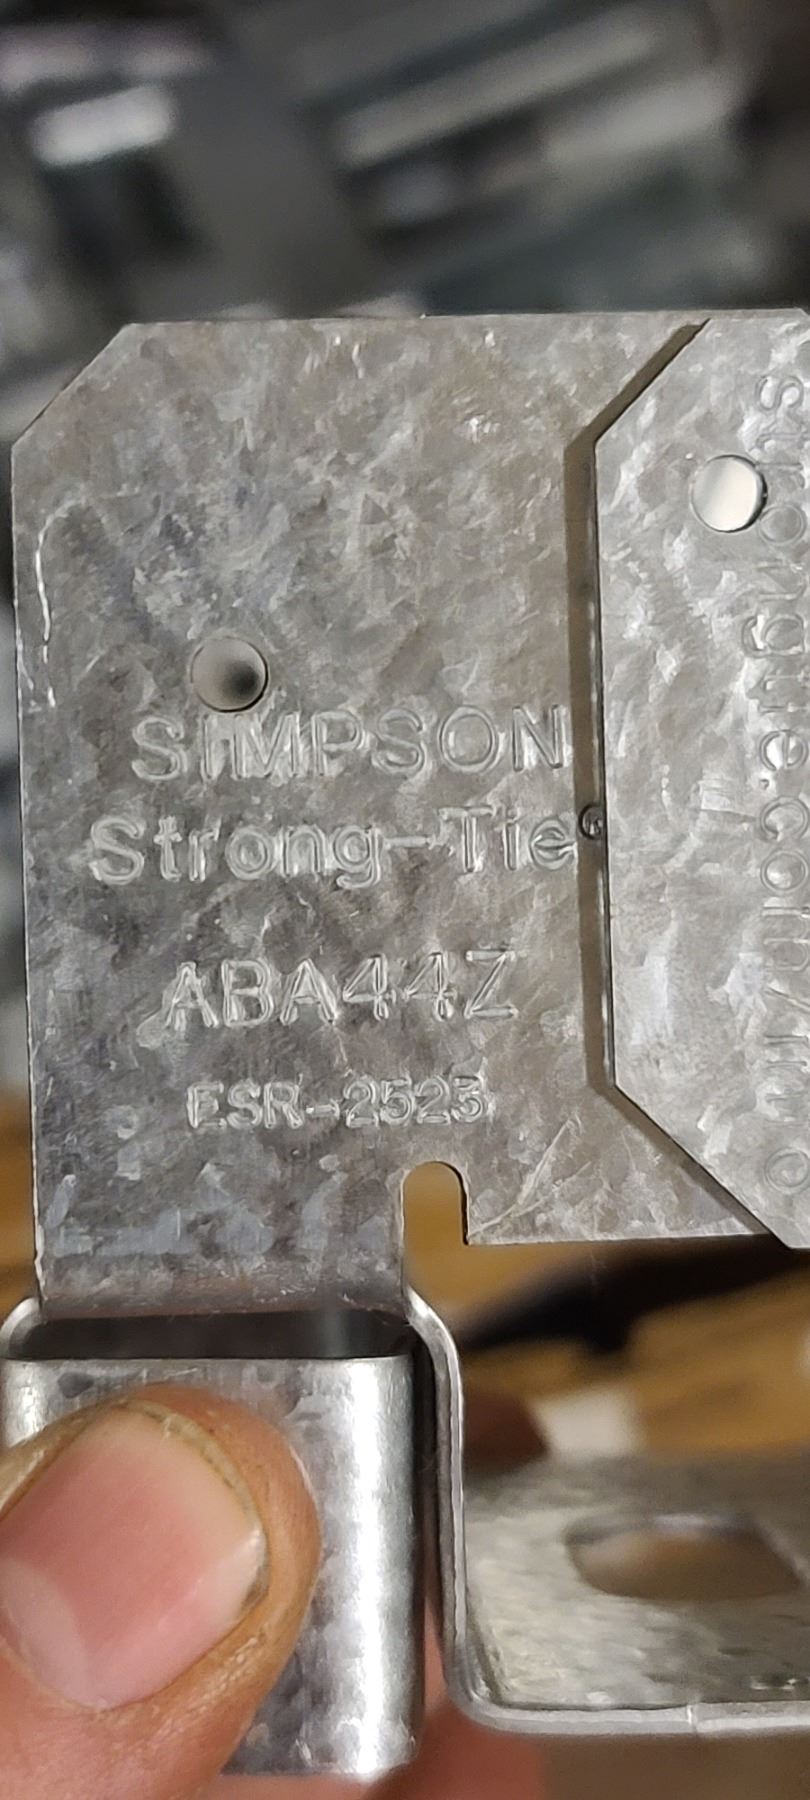 SIMPSON
Strong-Tie
ABA44Z
ESR-2523
strongtie.com/m